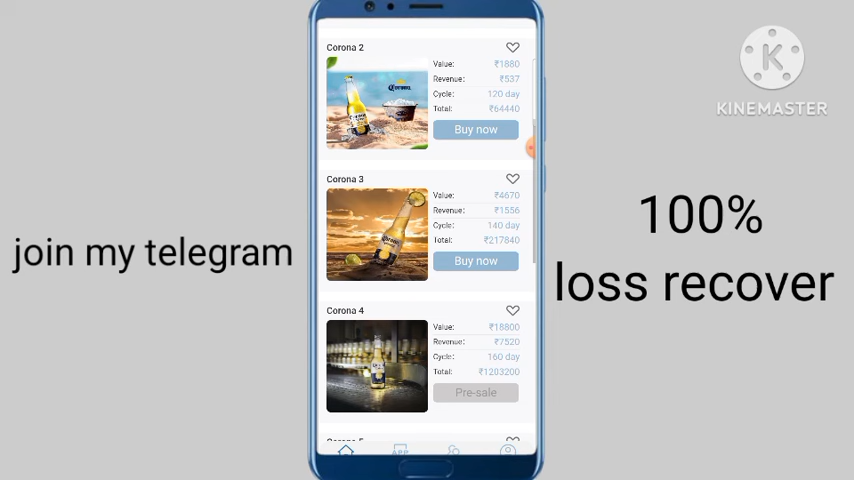 Corona 2
Value: ₹1880
Revenue: ₹537
Cycle: 120 day
Total: ₹64440
Buy now
Corona 3
Value: ₹4670
Revenue: ₹1556
Cycle: 140 day
Total: ₹217840
Buy now
Corona 4
Value: ₹18800
Revenue: ₹7520
Cycle: 160 day
Total: ₹1203200
Pre-sale
APP
join my telegram
100%
loss recover
KINEMASTER